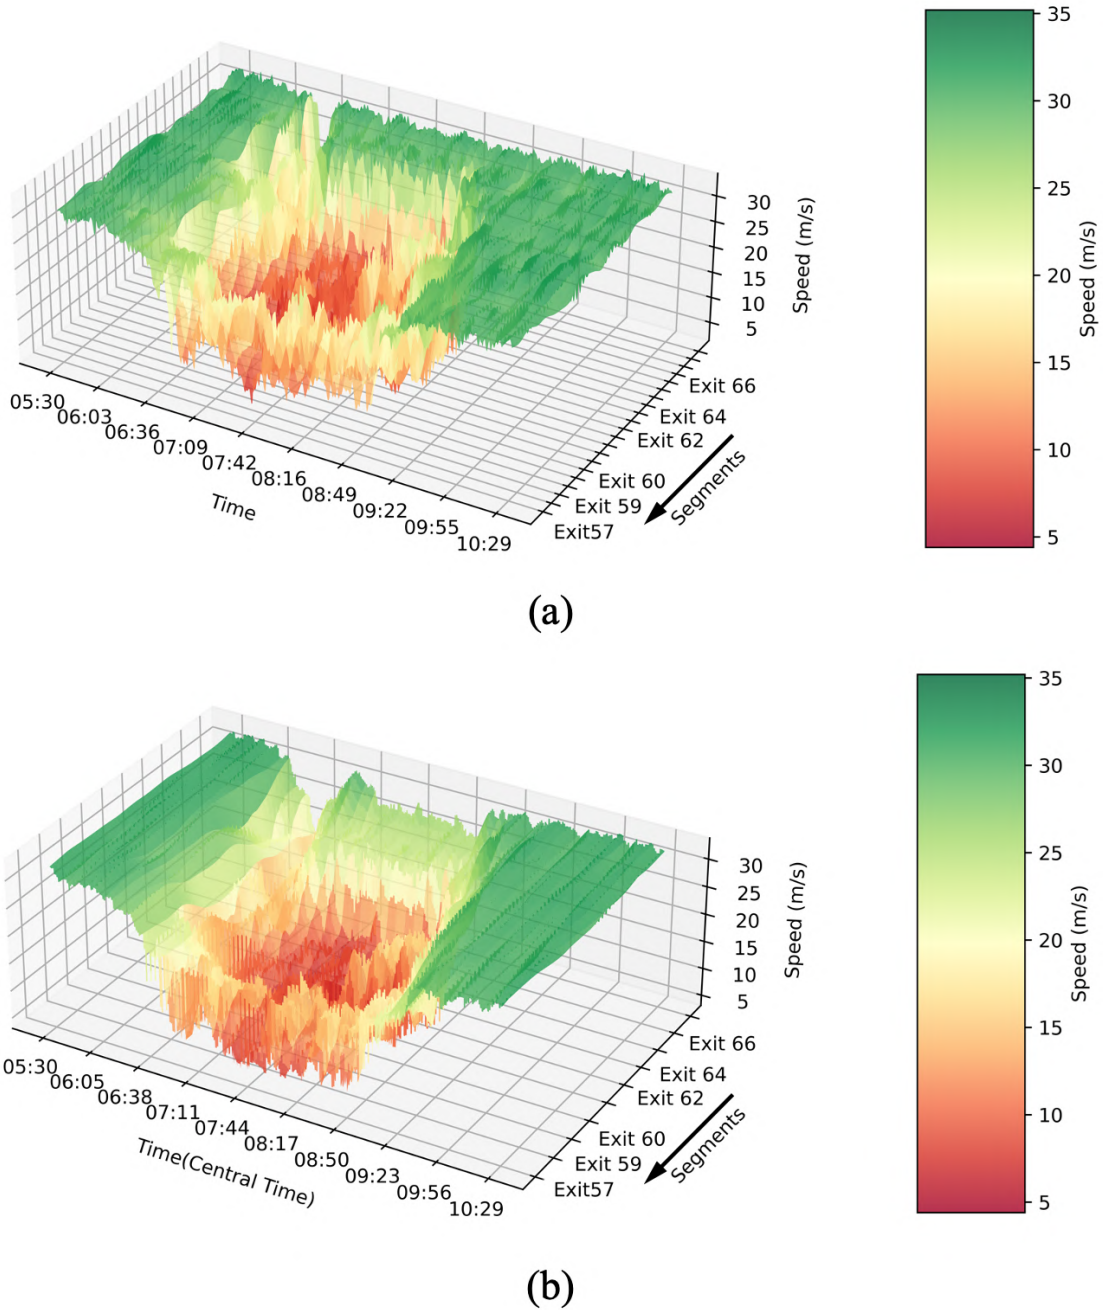 35
30
25
20
15
10
5
Speed (m/s)
30
25
20
15
10
5
Speed (m/s)
Exit 66
Exit 64
Exit 62
Exit 60
Exit 59
Exit57
Segments
05:30
06:03
06:36
07:09
07:42
08:16
08:49
09:22
09:55
10:29
Time
(a)
35
30
25
20
15
10
5
Speed (m/s)
30
25
20
15
10
5
Speed (m/s)
Exit 66
Exit 64
Exit 62
Exit 60
Exit 59
Exit57
Segments
05:30
06:05
06:38
07:11
07:44
08:17
08:50
09:23
09:56
10:29
Time(Central Time)
(b)